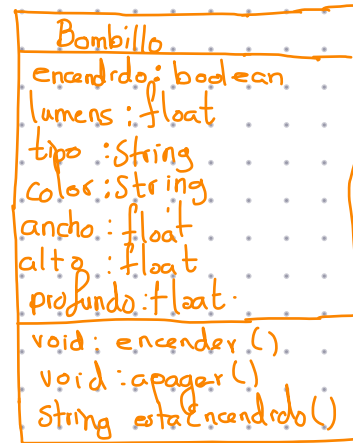 Bombillo
encendido: boolean
lumens: float
tipo: String
color: String
ancho: float
alto: float
profundo: float.
void: encender()
void: apagar()
String estaEncendido()